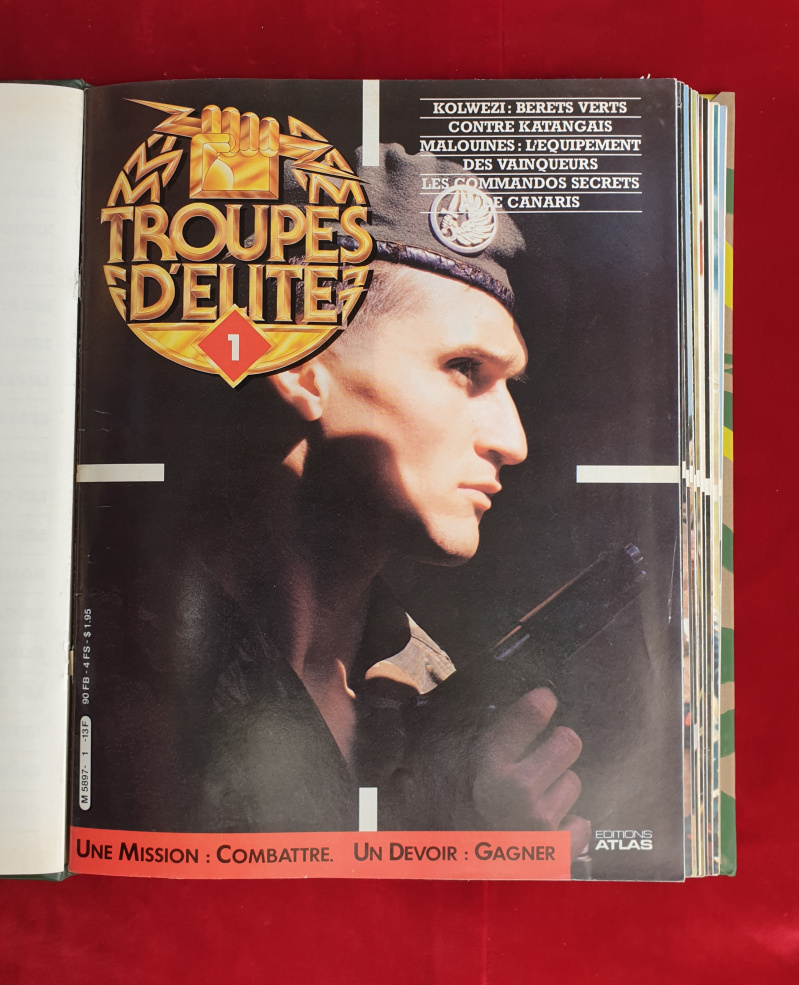 TROUPES
D'ELITE
1
KOLWEZI : BERETS VERTS
CONTRE KATANGAIS
MALOUINES : L'EQUIPEMENT
DES VAINQUEURS
LES COMMANDOS SECRETS
DE CANARIS
M 5897 - 1 - 13 F 90 FB - 4 FS - $ 1.95
UNE MISSION : COMBATTRE. UN DEVOIR : GAGNER
EDITIONS
ATLAS